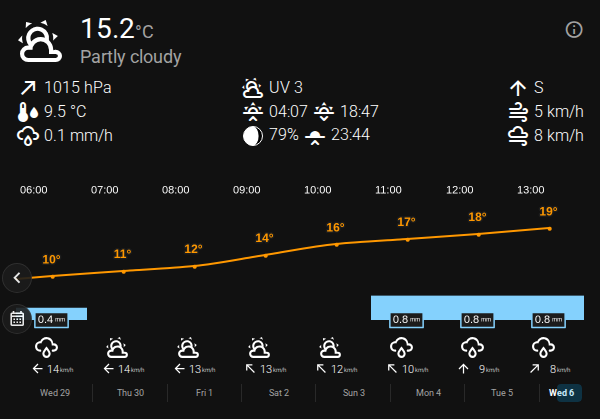 15.2°C
Partly cloudy
1015 hPa UV 3 S
9.5 °C 04:07 18:47 5 km/h
0.1 mm/h 79% 23:44 8 km/h
06:00 07:00 08:00 09:00 10:00 11:00 12:00 13:00
10° 11° 12° 14° 16° 17° 18° 19°
0.4 mm 0.8 mm 0.8 mm 0.8 mm
14 km/h 14 km/h 13 km/h 13 km/h 12 km/h 10 km/h 9 km/h 8 km/h
Wed 29 Thu 30 Fri 1 Sat 2 Sun 3 Mon 4 Tue 5 Wed 6